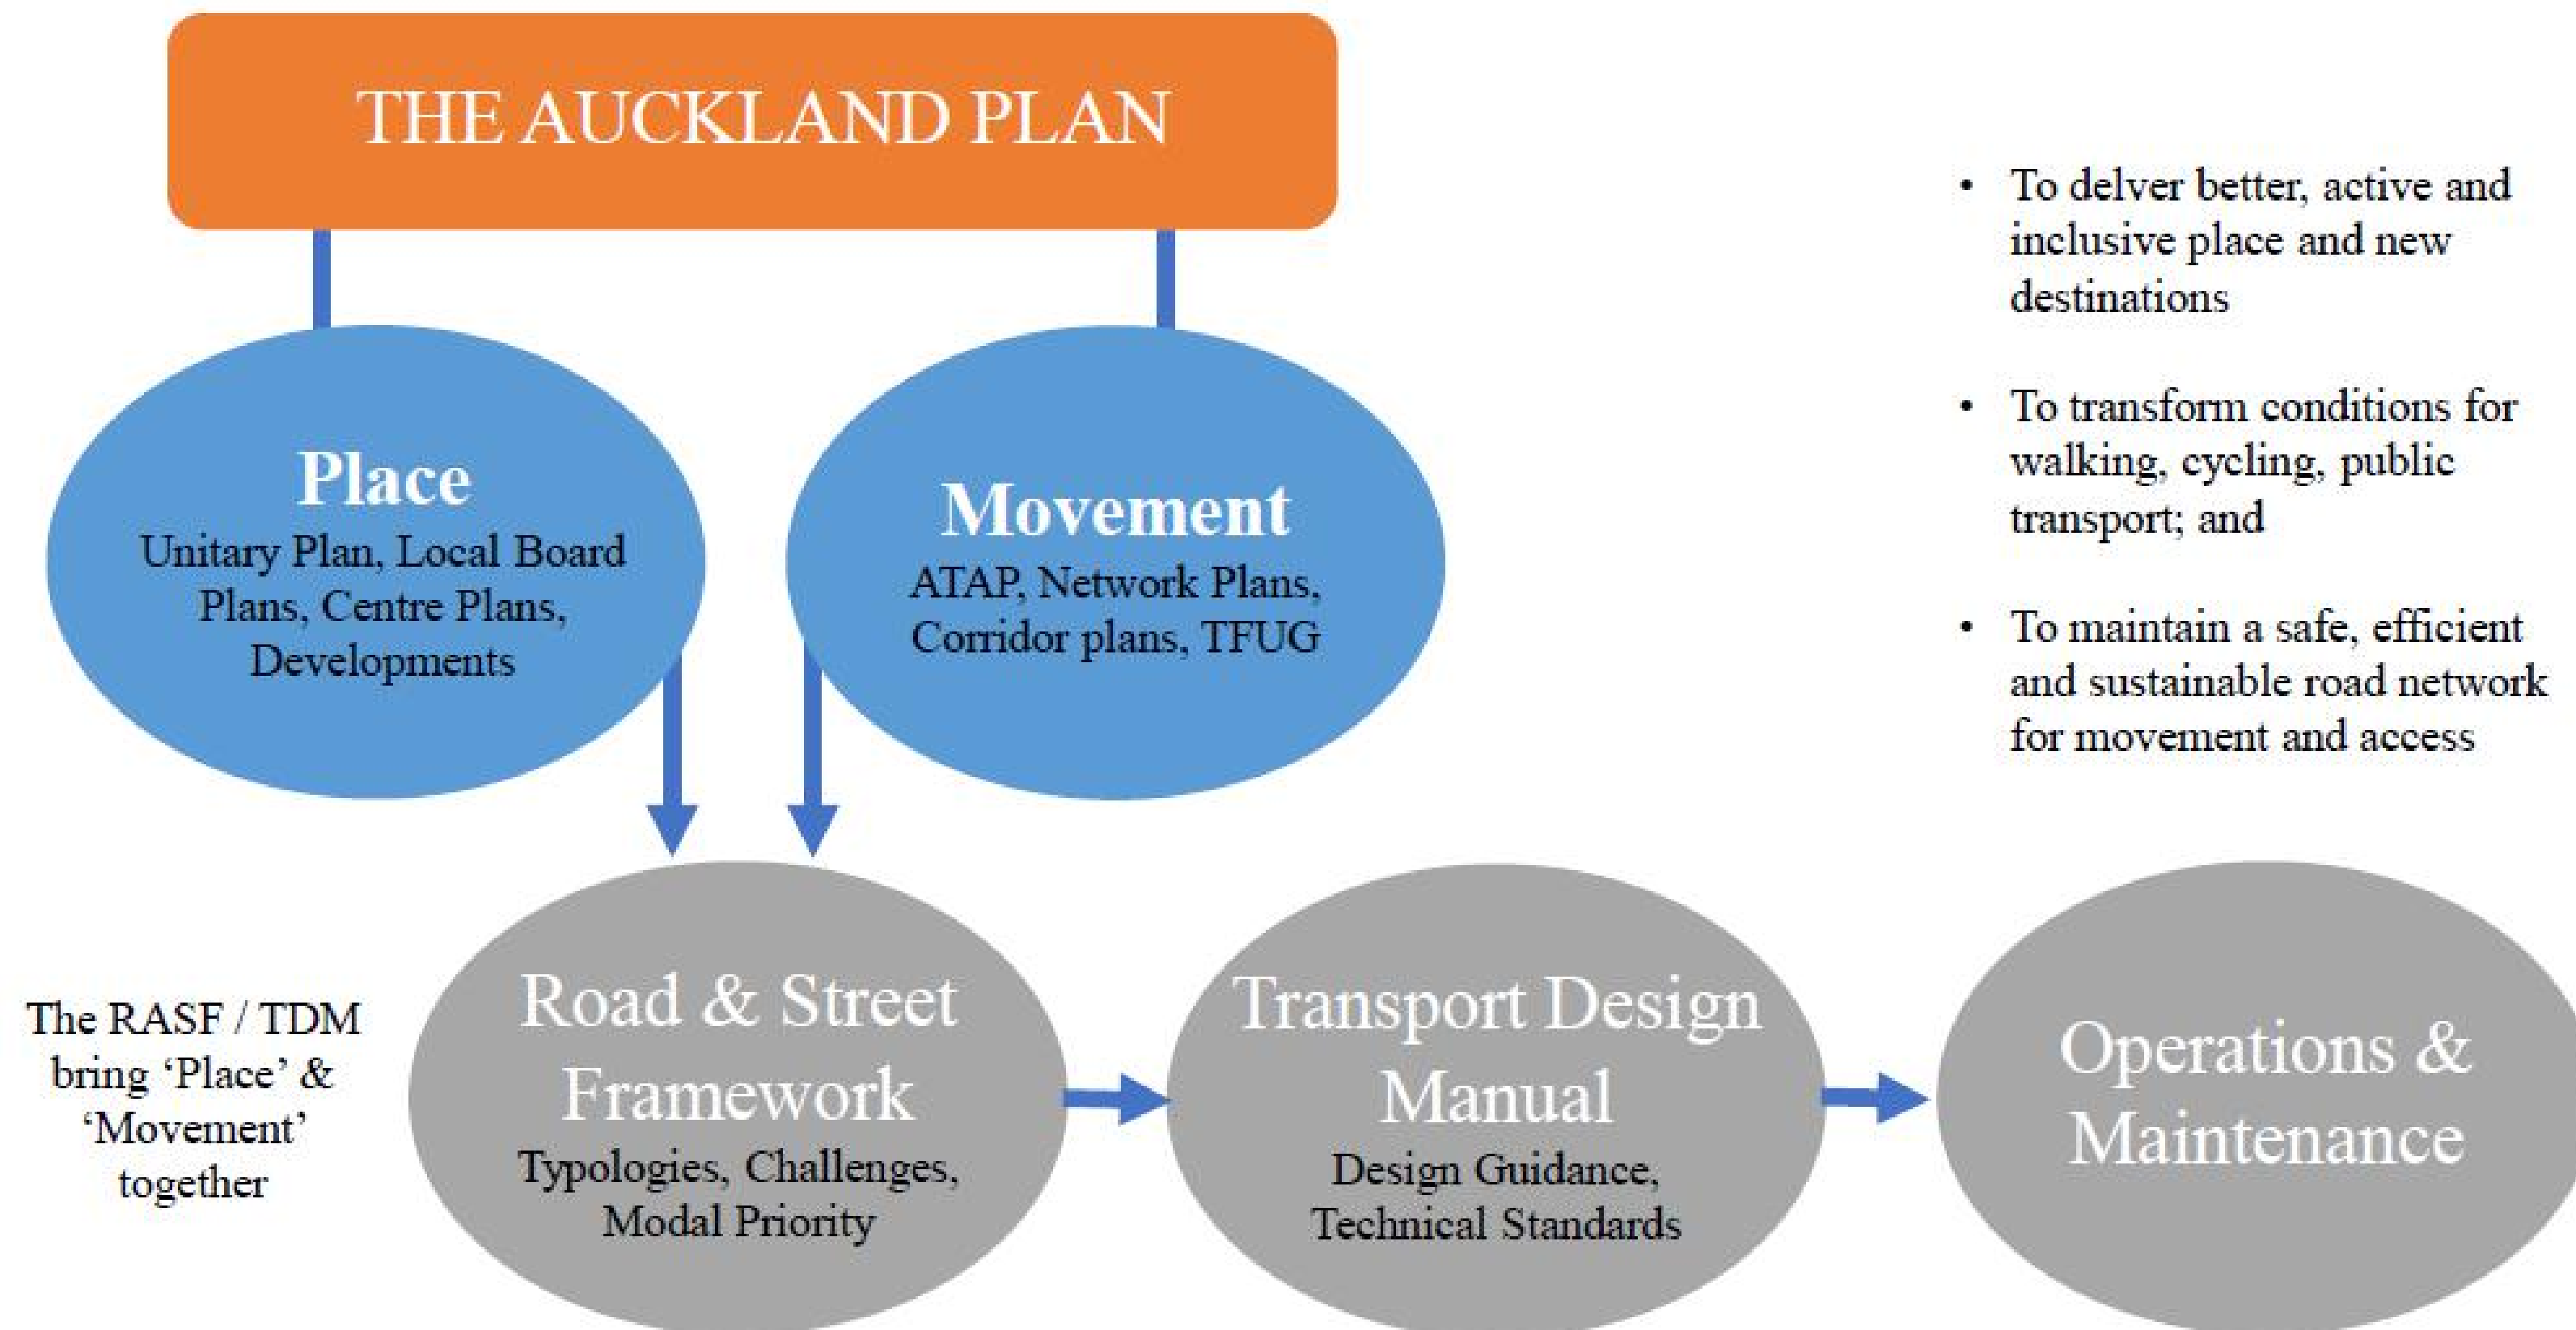 THE AUCKLAND PLAN
• To delver better, active and
inclusive place and new
destinations
• To transform conditions for
walking, cycling, public
transport; and
• To maintain a safe, efficient
and sustainable road network
for movement and access
Place
Unitary Plan, Local Board
Plans, Centre Plans,
Developments
Movement
ATAP, Network Plans,
Corridor plans, TFUG
The RASF / TDM
bring ‘Place’ &
‘Movement’
together
Road & Street
Framework
Typologies, Challenges,
Modal Priority
Transport Design
Manual
Design Guidance,
Technical Standards
Operations &
Maintenance